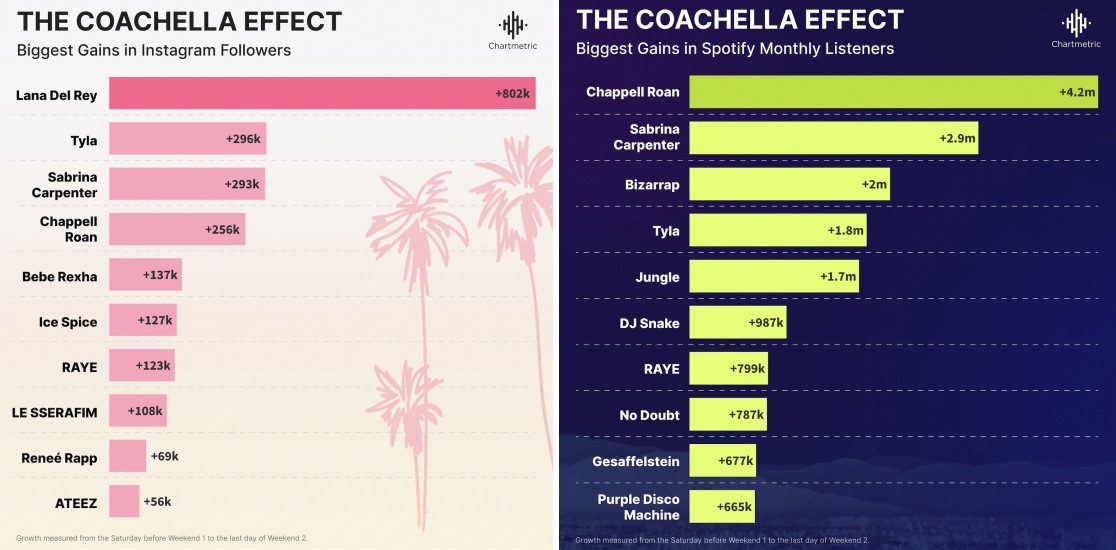 THE COACHELLA EFFECT
Biggest Gains in Instagram Followers
Chartmetric
Lana Del Rey +802k
Tyla +296k
Sabrina
Carpenter +293k
Chappell
Roan +256k
Bebe Rexha +137k
Ice Spice +127k
RAYE +123k
LE SSERAFIM +108k
Reneé Rapp +69k
ATEEZ +56k
Growth measured from the Saturday before Weekend 1 to the last day of Weekend 2.
THE COACHELLA EFFECT
Biggest Gains in Spotify Monthly Listeners
Chartmetric
Chappell Roan +4.2m
Sabrina
Carpenter +2.9m
Bizarrap +2m
Tyla +1.8m
Jungle +1.7m
DJ Snake +987k
RAYE +799k
No Doubt +787k
Gesaffelstein +677k
Purple Disco
Machine +665k
Growth measured from the Saturday before Weekend 1 to the last day of Weekend 2.